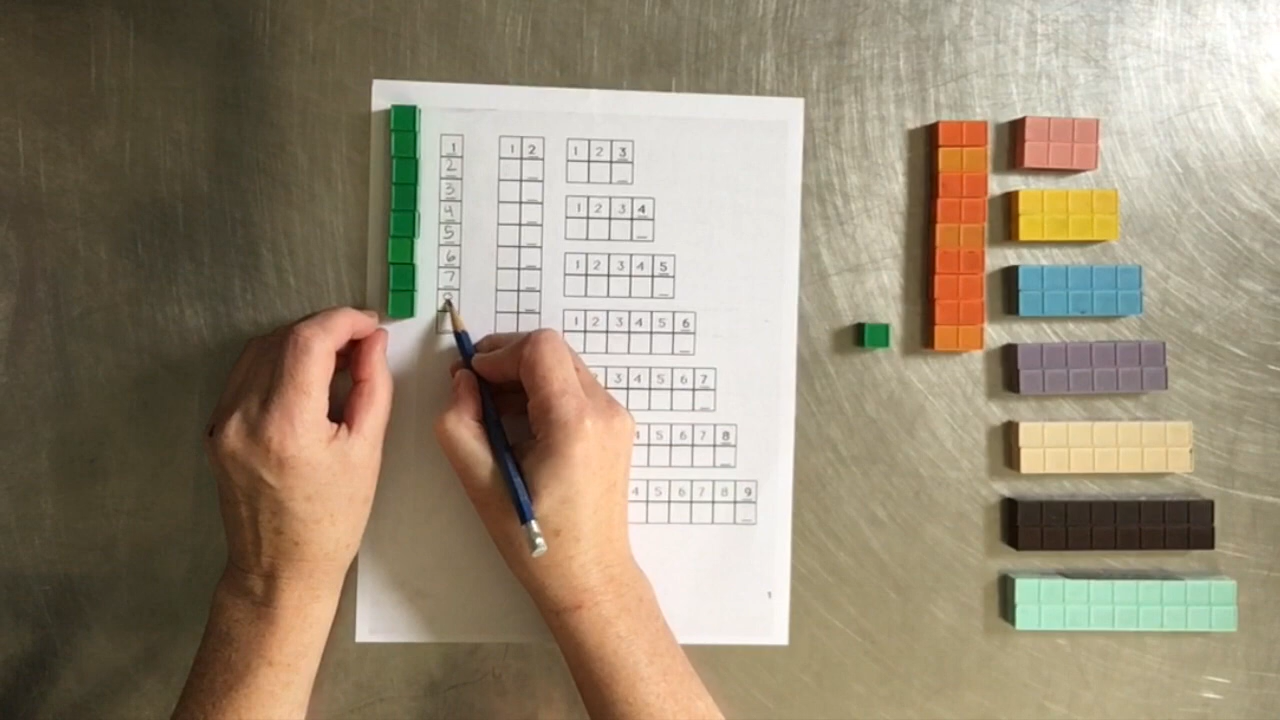 1
2
3
4
5
6
7
1 2
1 2 3
1 2 3 4
1 2 3 4 5
1 2 3 4 5 6
3 4 5 6 7
4 5 6 7 8
4 5 6 7 8 9
1